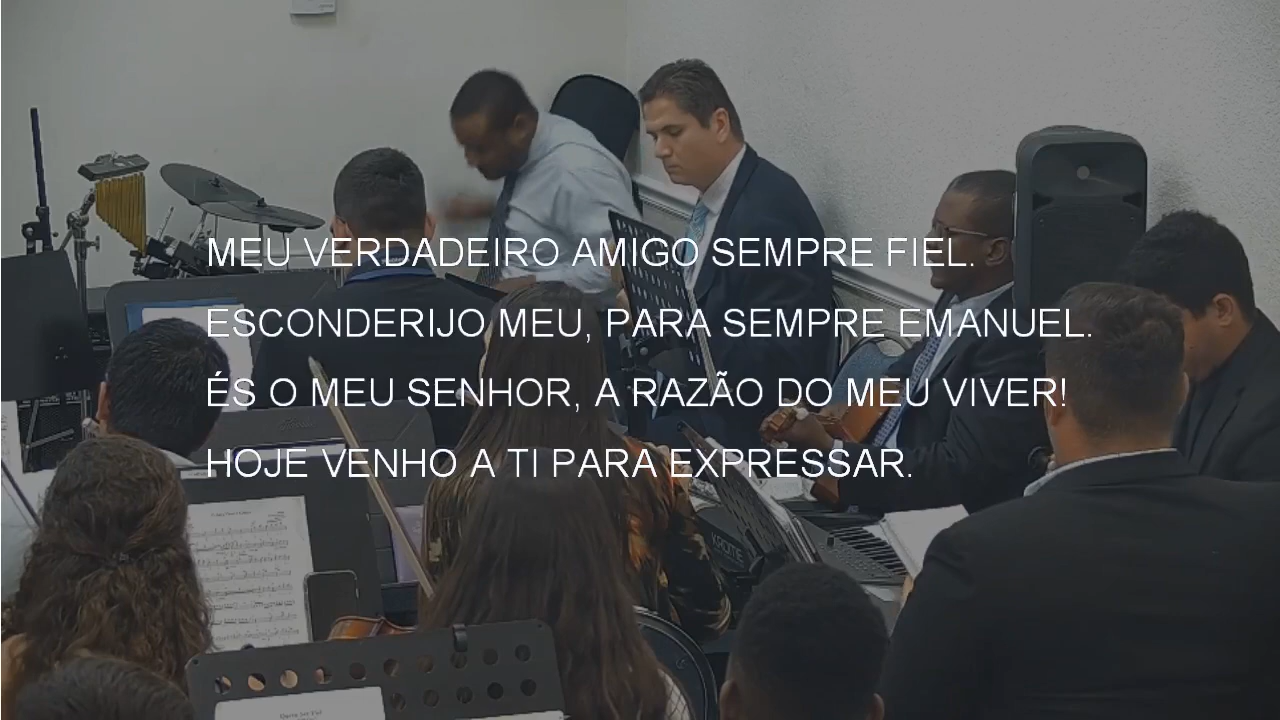 MEU VERDADEIRO AMIGO SEMPRE FIEL.
ESCONDERIJO MEU, PARA SEMPRE EMANUEL.
ÉS O MEU SENHOR, A RAZÃO DO MEU VIVER!
HOJE VENHO A TI PARA EXPRESSAR.
KROME